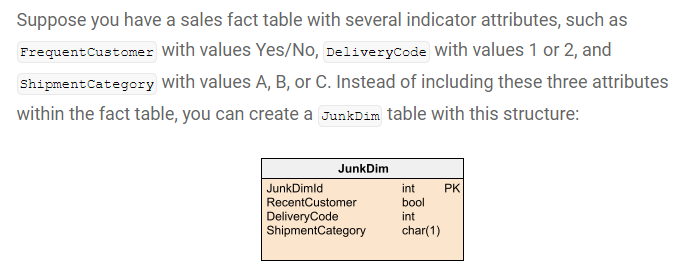 Suppose you have a sales fact table with several indicator attributes, such as
FrequentCustomer with values Yes/No, DeliveryCode with values 1 or 2, and
ShipmentCategory with values A, B, or C. Instead of including these three attributes
within the fact table, you can create a JunkDim table with this structure:
JunkDim
JunkDimId int PK
RecentCustomer bool
DeliveryCode int
ShipmentCategory char(1)